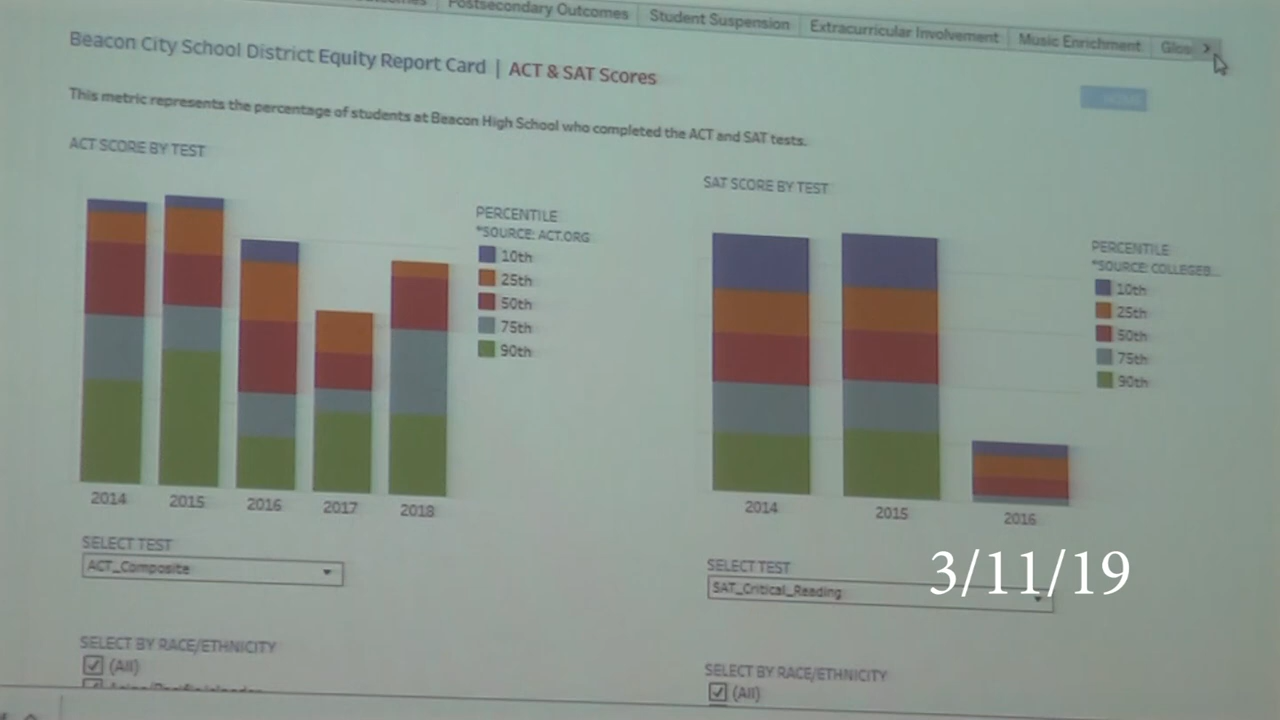 Postsecondary Outcomes
Student Suspension
Extracurricular Involvement
Music Enrichment
Beacon City School District Equity Report Card | ACT & SAT Scores
This metric represents the percentage of students at Beacon High School who completed the ACT and SAT tests.
ACT SCORE BY TEST
PERCENTILE
*SOURCE: ACT.ORG
10th
25th
50th
75th
90th
2014
2015
2016
2017
2018
SELECT TEST
ACT_Composite
SELECT BY RACE/ETHNICITY
(All)
SAT SCORE BY TEST
PERCENTILE
*SOURCE: COLLEGEB...
10th
25th
50th
75th
90th
2014
2015
2016
SELECT TEST
SAT_Critical_Reading
3/11/19
SELECT BY RACE/ETHNICITY
(All)